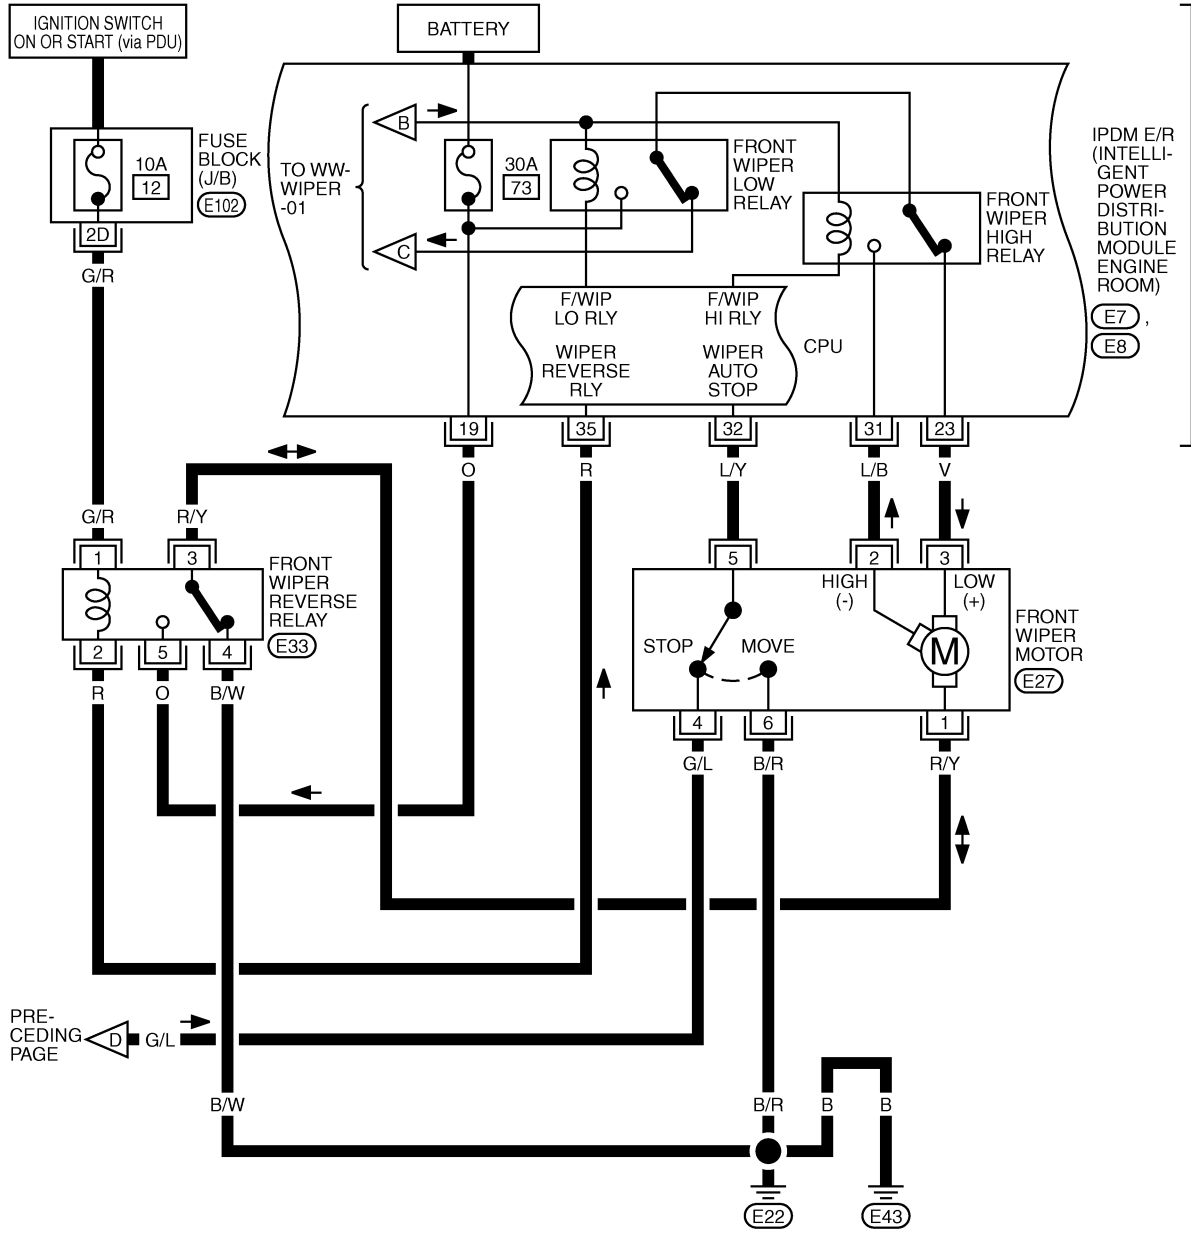 IGNITION SWITCH
ON OR START (via PDU)
BATTERY
FUSE
BLOCK
(J/B)
E102
10A
12
2D
G/R
TO WW-
WIPER
-01
B
C
30A
73
FRONT
WIPER
LOW
RELAY
FRONT
WIPER
HIGH
RELAY
IPDM E/R
(INTELLI-
GENT
POWER
DISTRI-
BUTION
MODULE
ENGINE
ROOM)
E7 ,
E8
F/WIP
LO RLY
F/WIP
HI RLY
WIPER
REVERSE
RLY
WIPER
AUTO
STOP
CPU
19
35
32
31
23
O
R
L/Y
L/B
V
G/R
R/Y
1
3
FRONT
WIPER
REVERSE
RELAY
E33
2
5
4
R
O
B/W
5
2
3
HIGH
(-)
LOW
(+)
STOP
MOVE
M
FRONT
WIPER
MOTOR
E27
4
6
1
G/L
B/R
R/Y
PRE-
CEDING
PAGE
D
G/L
B/W
B/R
B
B
E22
E43